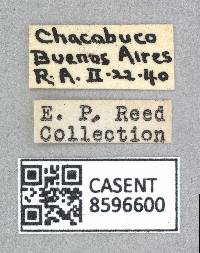 Chacabuco
Buenos Aires
R.A. II-22-40
E. P. Reed
Collection
CASENT
8596600